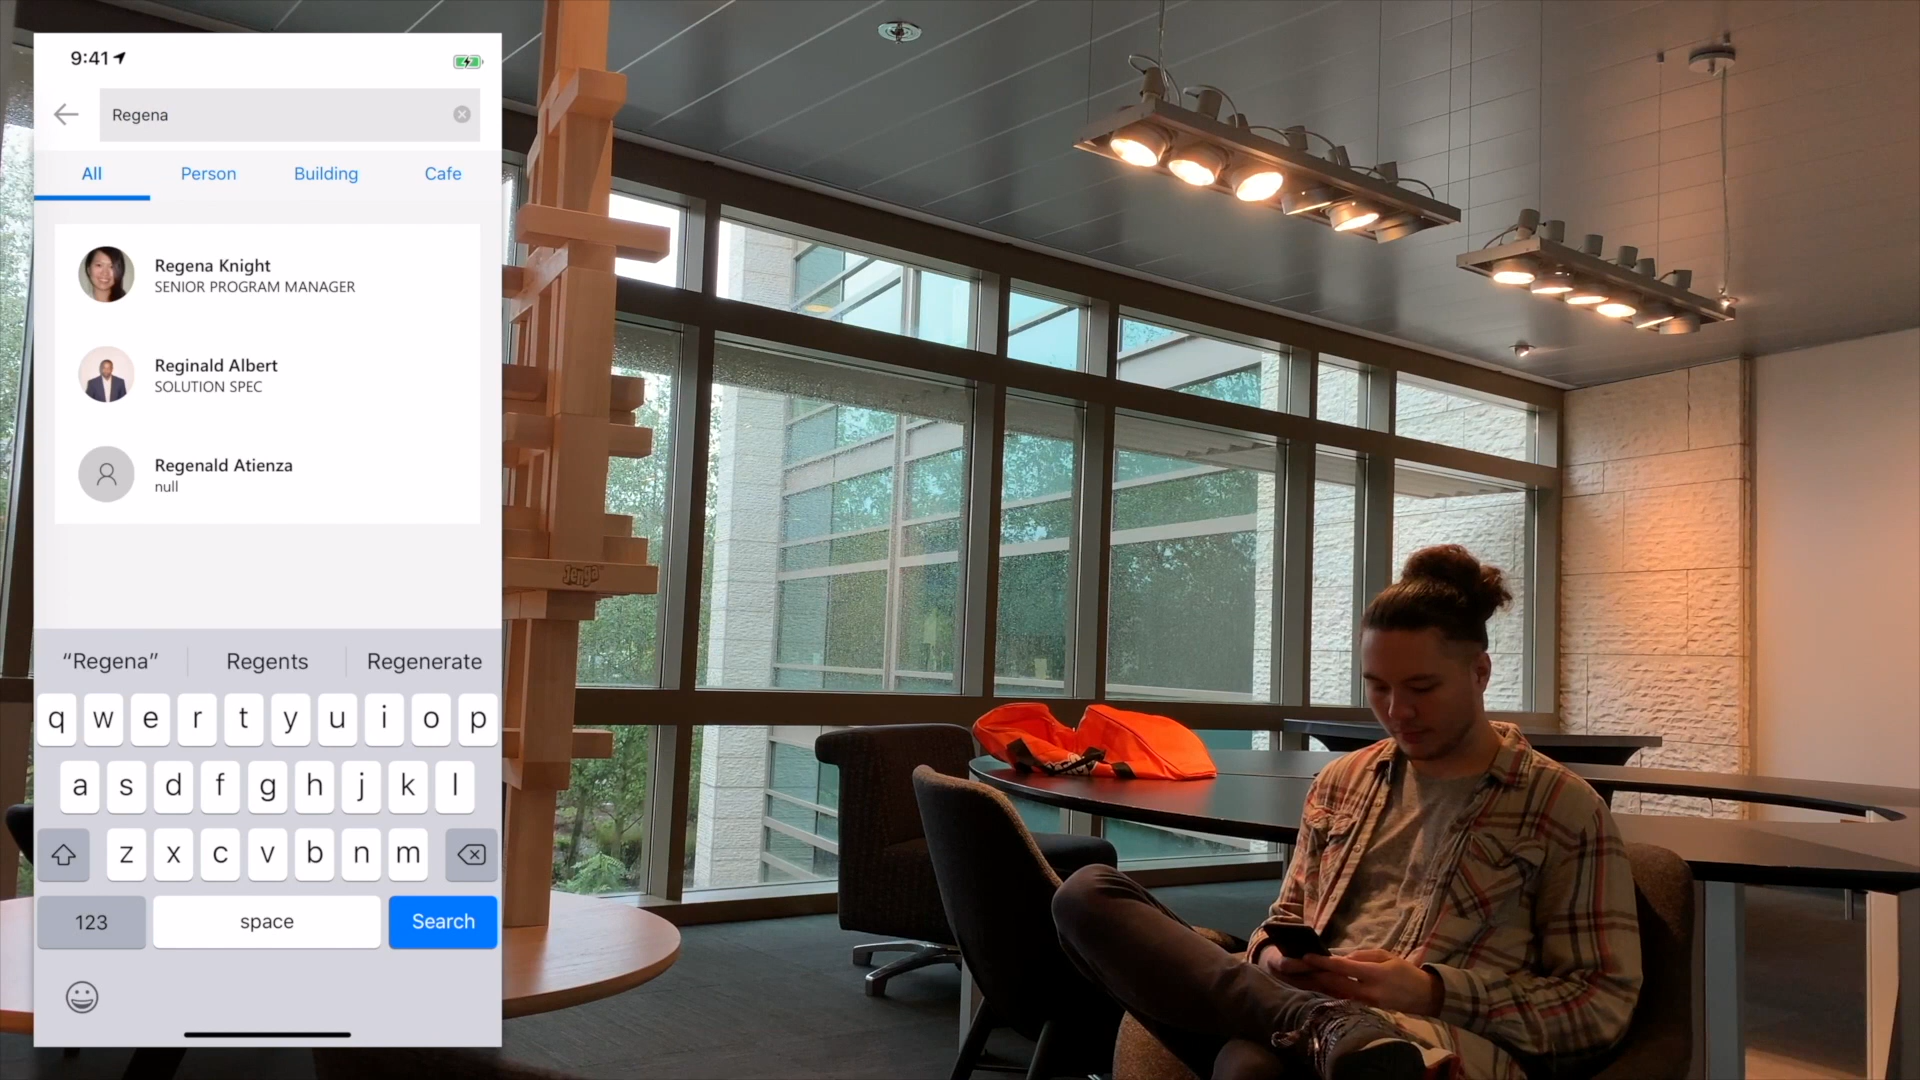 9:41
Regena
All Person Building Cafe
Regena Knight
SENIOR PROGRAM MANAGER
Reginald Albert
SOLUTION SPEC
Regenald Atienza
null
“Regena” Regents Regenerate
q w e r t y u i o p
a s d f g h j k l
z x c v b n m
123 space Search
Jenga